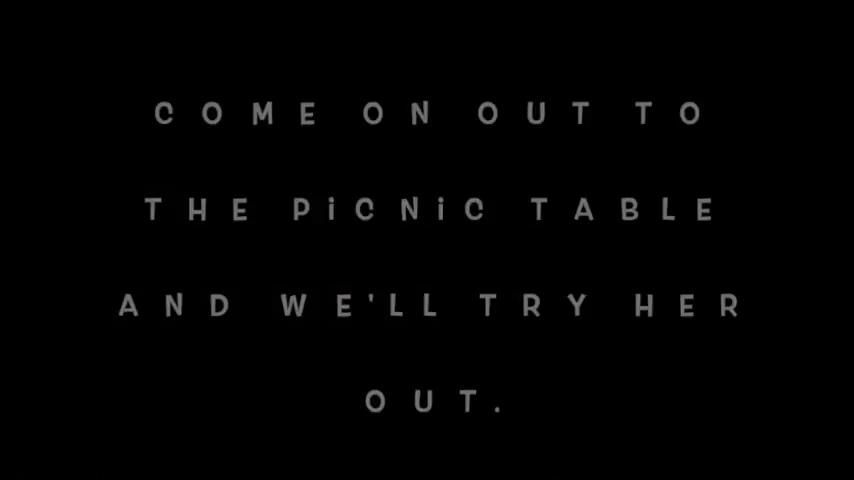 COME ON OUT TO
THE PiCNiC TABLE
AND WE'LL TRY HER
OUT.